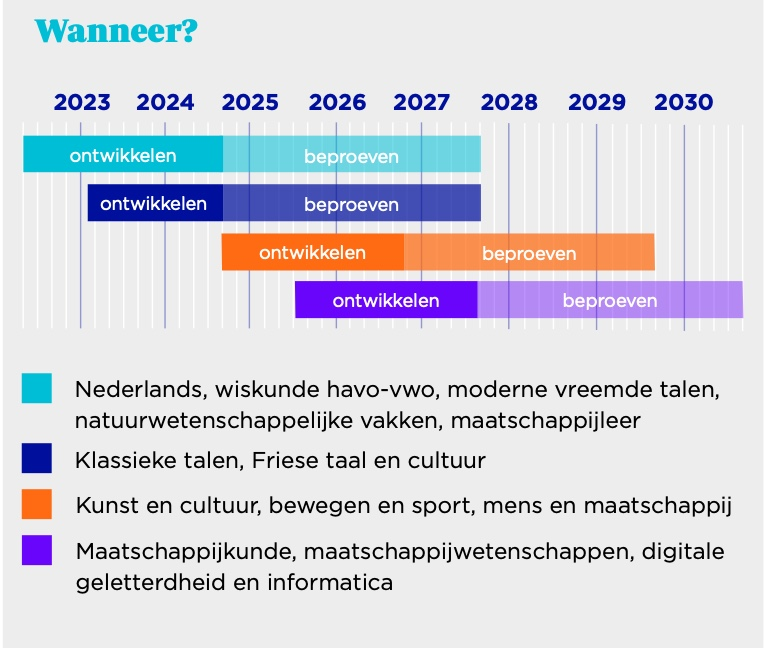 Wanneer?
2023 2024 2025 2026 2027 2028 2029 2030
ontwikkelen beproeven
ontwikkelen beproeven
ontwikkelen beproeven
ontwikkelen beproeven
Nederlands, wiskunde havo-vwo, moderne vreemde talen,
natuurwetenschappelijke vakken, maatschappijleer
Klassieke talen, Friese taal en cultuur
Kunst en cultuur, bewegen en sport, mens en maatschappij
Maatschappijkunde, maatschappijwetenschappen, digitale
geletterdheid en informatica